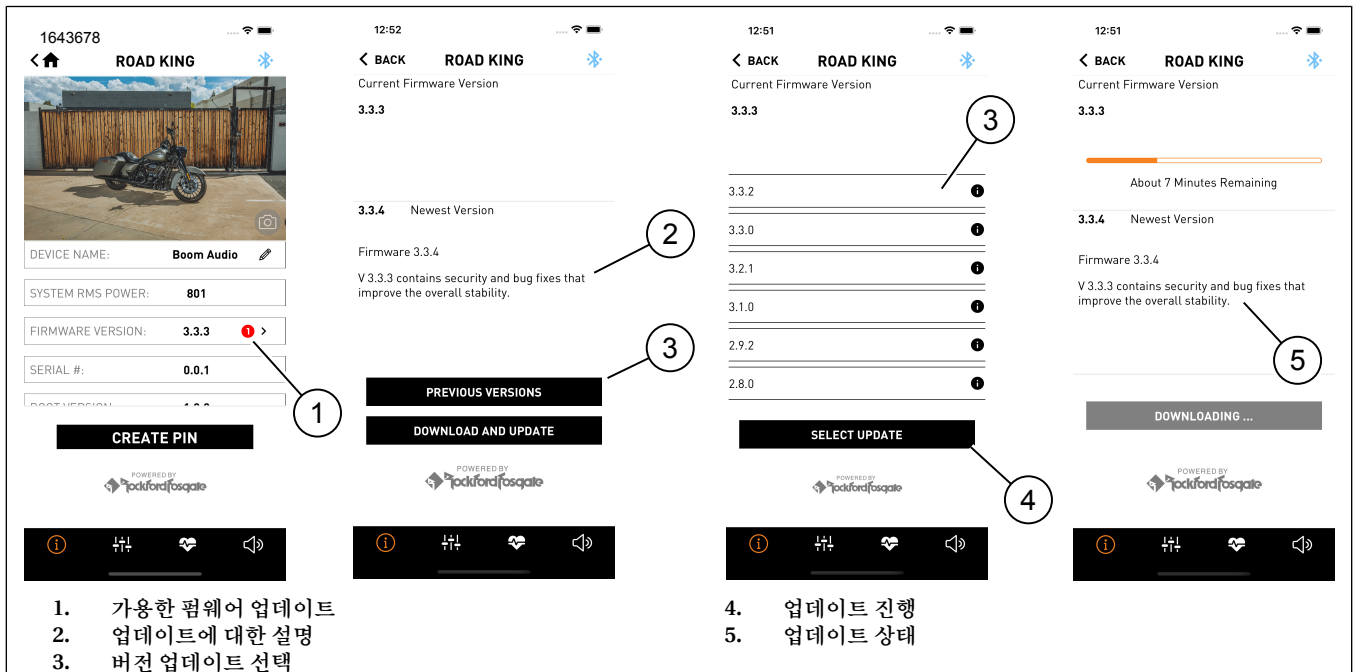 1643678
ROAD KING
DEVICE NAME: Boom Audio
SYSTEM RMS POWER: 801
FIRMWARE VERSION: 3.3.3 1
SERIAL #: 0.0.1
CREATE PIN
POWERED BY
Rockford Fosgate
1
12:52
BACK ROAD KING
Current Firmware Version
3.3.3
3.3.4 Newest Version
Firmware 3.3.4
V 3.3.3 contains security and bug fixes that
improve the overall stability.
2
3
PREVIOUS VERSIONS
DOWNLOAD AND UPDATE
POWERED BY
Rockford Fosgate
12:51
BACK ROAD KING
Current Firmware Version
3.3.3
3
3.3.2
3.3.0
3.2.1
3.1.0
2.9.2
2.8.0
SELECT UPDATE
4
POWERED BY
Rockford Fosgate
12:51
BACK ROAD KING
Current Firmware Version
3.3.3
About 7 Minutes Remaining
3.3.4 Newest Version
Firmware 3.3.4
V 3.3.3 contains security and bug fixes that
improve the overall stability.
5
DOWNLOADING ...
POWERED BY
Rockford Fosgate
1. 가용한 펌웨어 업데이트
2. 업데이트에 대한 설명
3. 버전 업데이트 선택
4. 업데이트 진행
5. 업데이트 상태